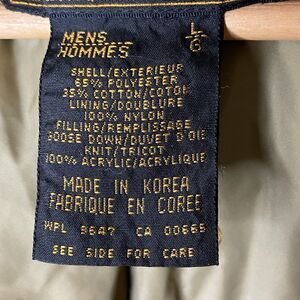 MENS
HOMMES
L/G
SHELL/EXTERIEUR
65% POLYESTER
35% COTTON/COTON
LINING/DOUBLURE
100% NYLON
FILLING/REMPLISSAGE
GOOSE DOWN/DUVET D'OIE
KNIT/TRICOT
100% ACRYLIC/ACRYLIQUE
MADE IN KOREA
FABRIQUE EN COREE
WPL 9647 CA 00665
SEE SIDE FOR CARE